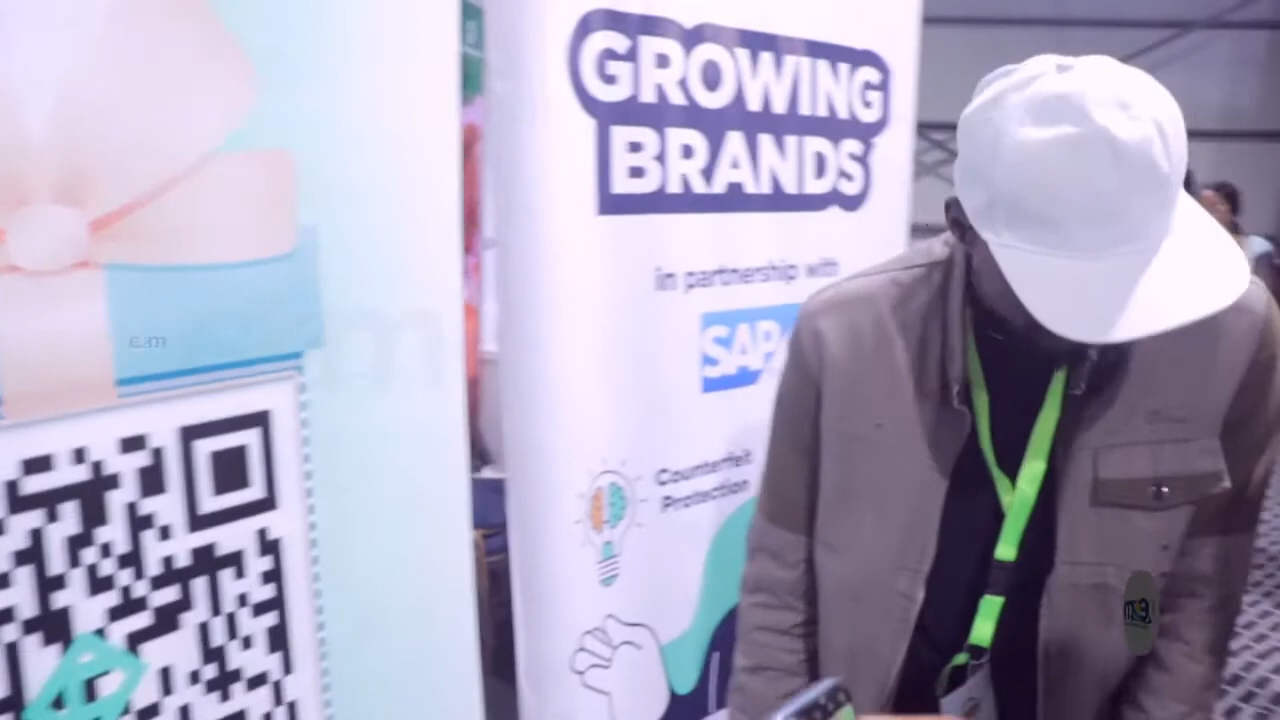 GROWING
BRANDS
in partnership with
SAP
Counterfeit
Protection